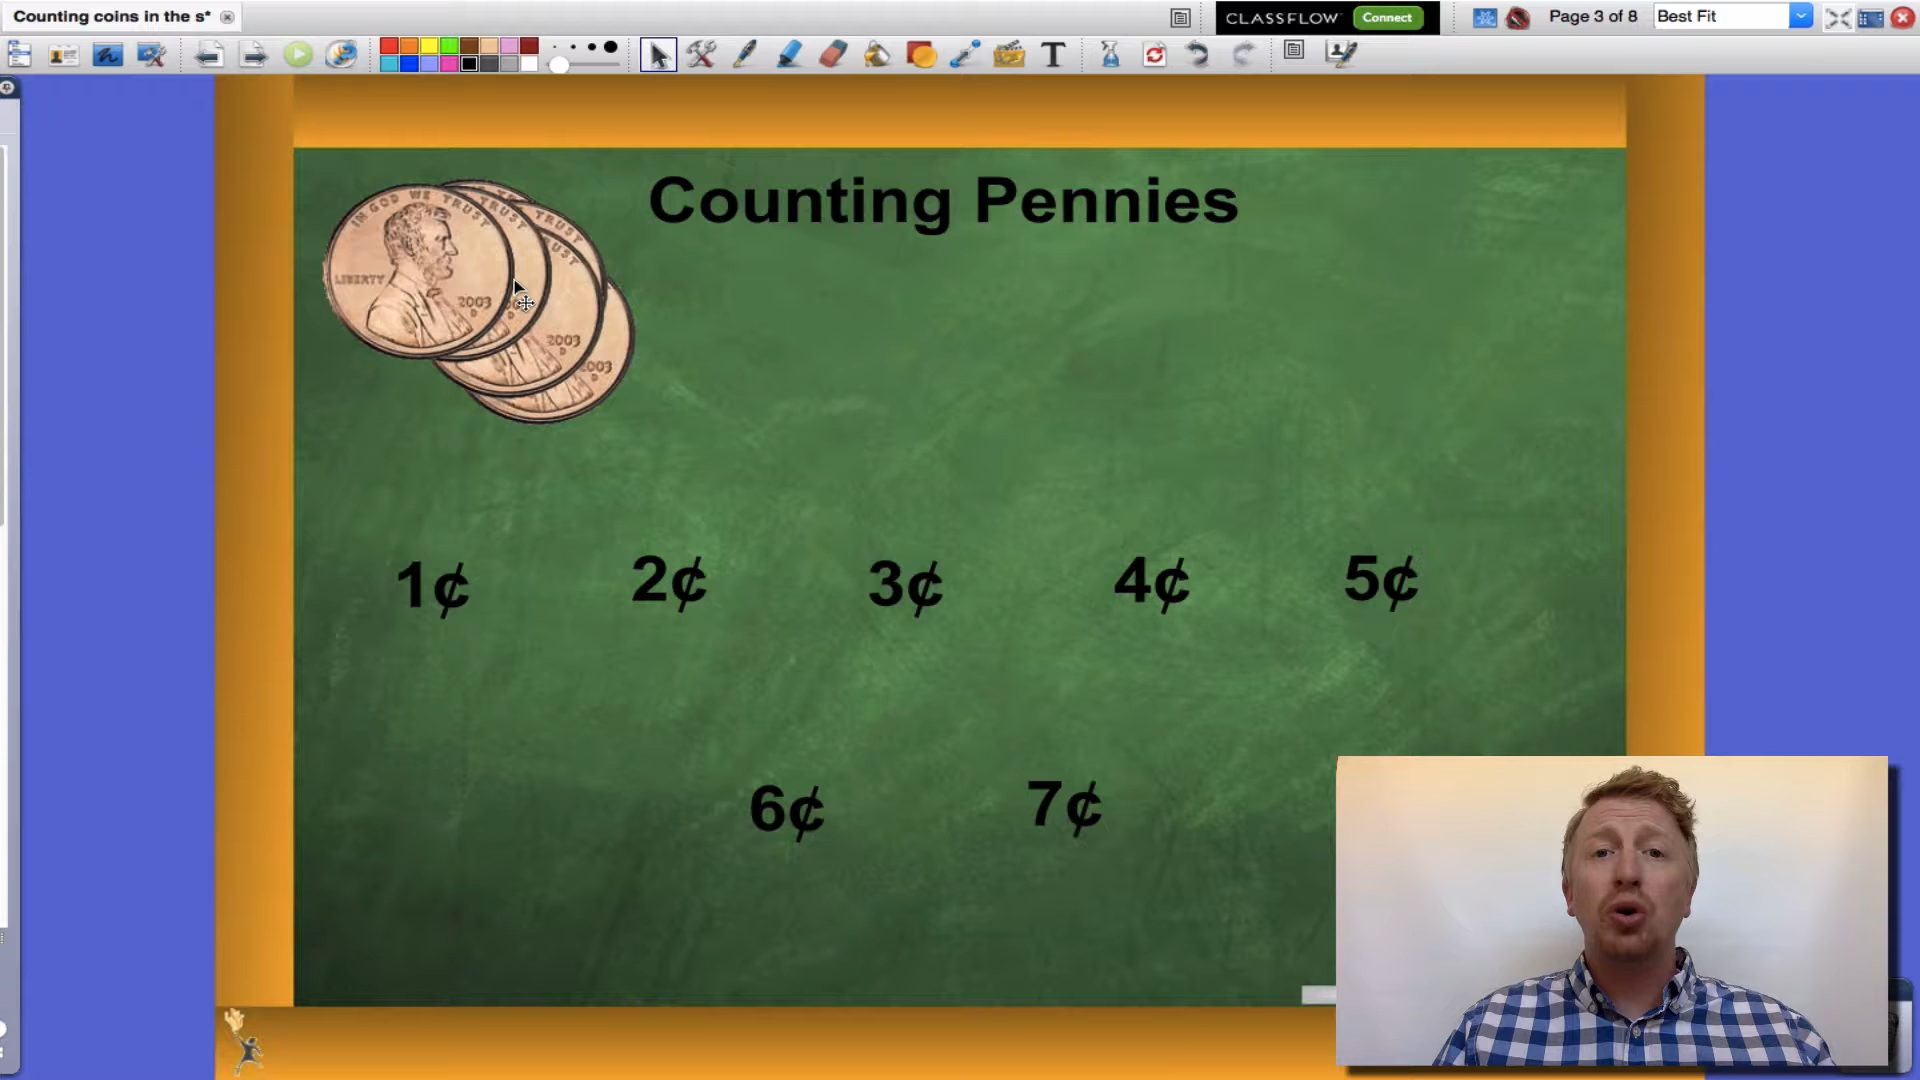 Counting coins in the s*
CLASSFLOW Connect
Page 3 of 8
Best Fit
T
Counting Pennies
IN GOD WE TRUST
TRUST
TRUST
UST
LIBERTY
2003
D
2003
D
2003
D
1¢ 2¢ 3¢ 4¢ 5¢
6¢ 7¢